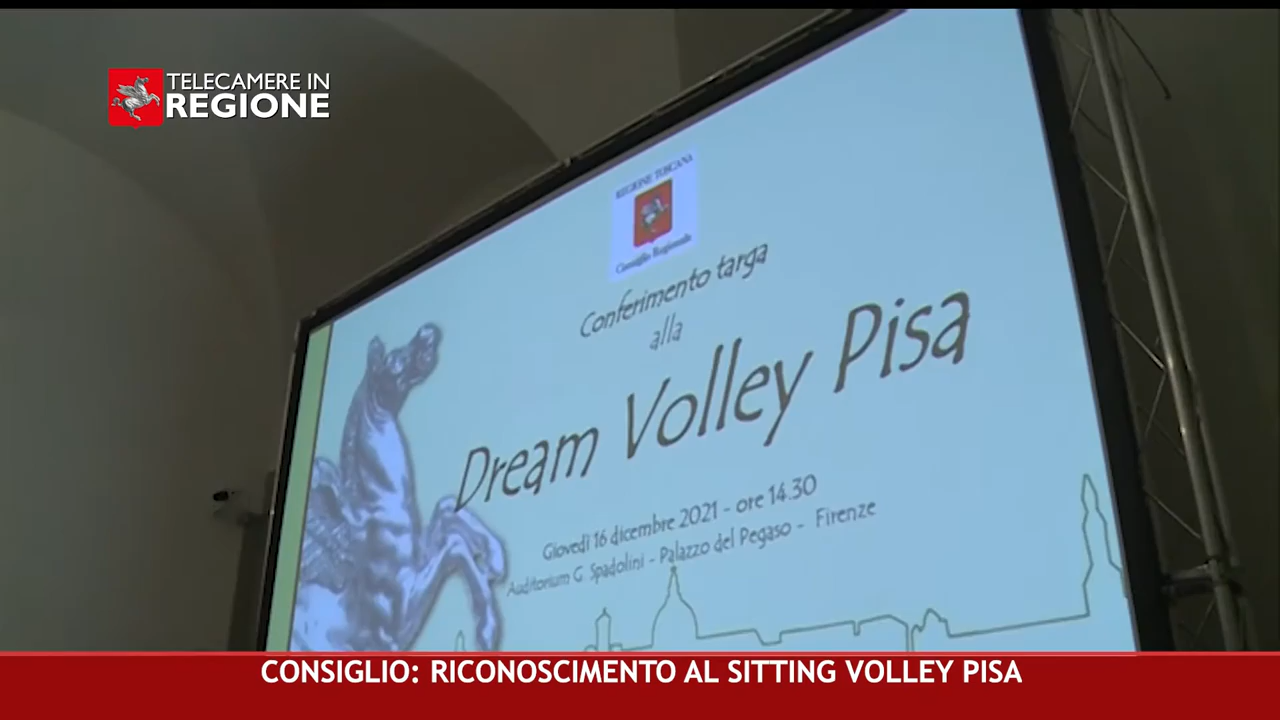 TELECAMERE IN
REGIONE
REGIONE TOSCANA
Consiglio Regionale
Conferimento targa
alla
Dream Volley Pisa
Giovedì 16 dicembre 2021 - ore 14.30
Auditorium G. Spadolini - Palazzo del Pegaso - Firenze
CONSIGLIO: RICONOSCIMENTO AL SITTING VOLLEY PISA